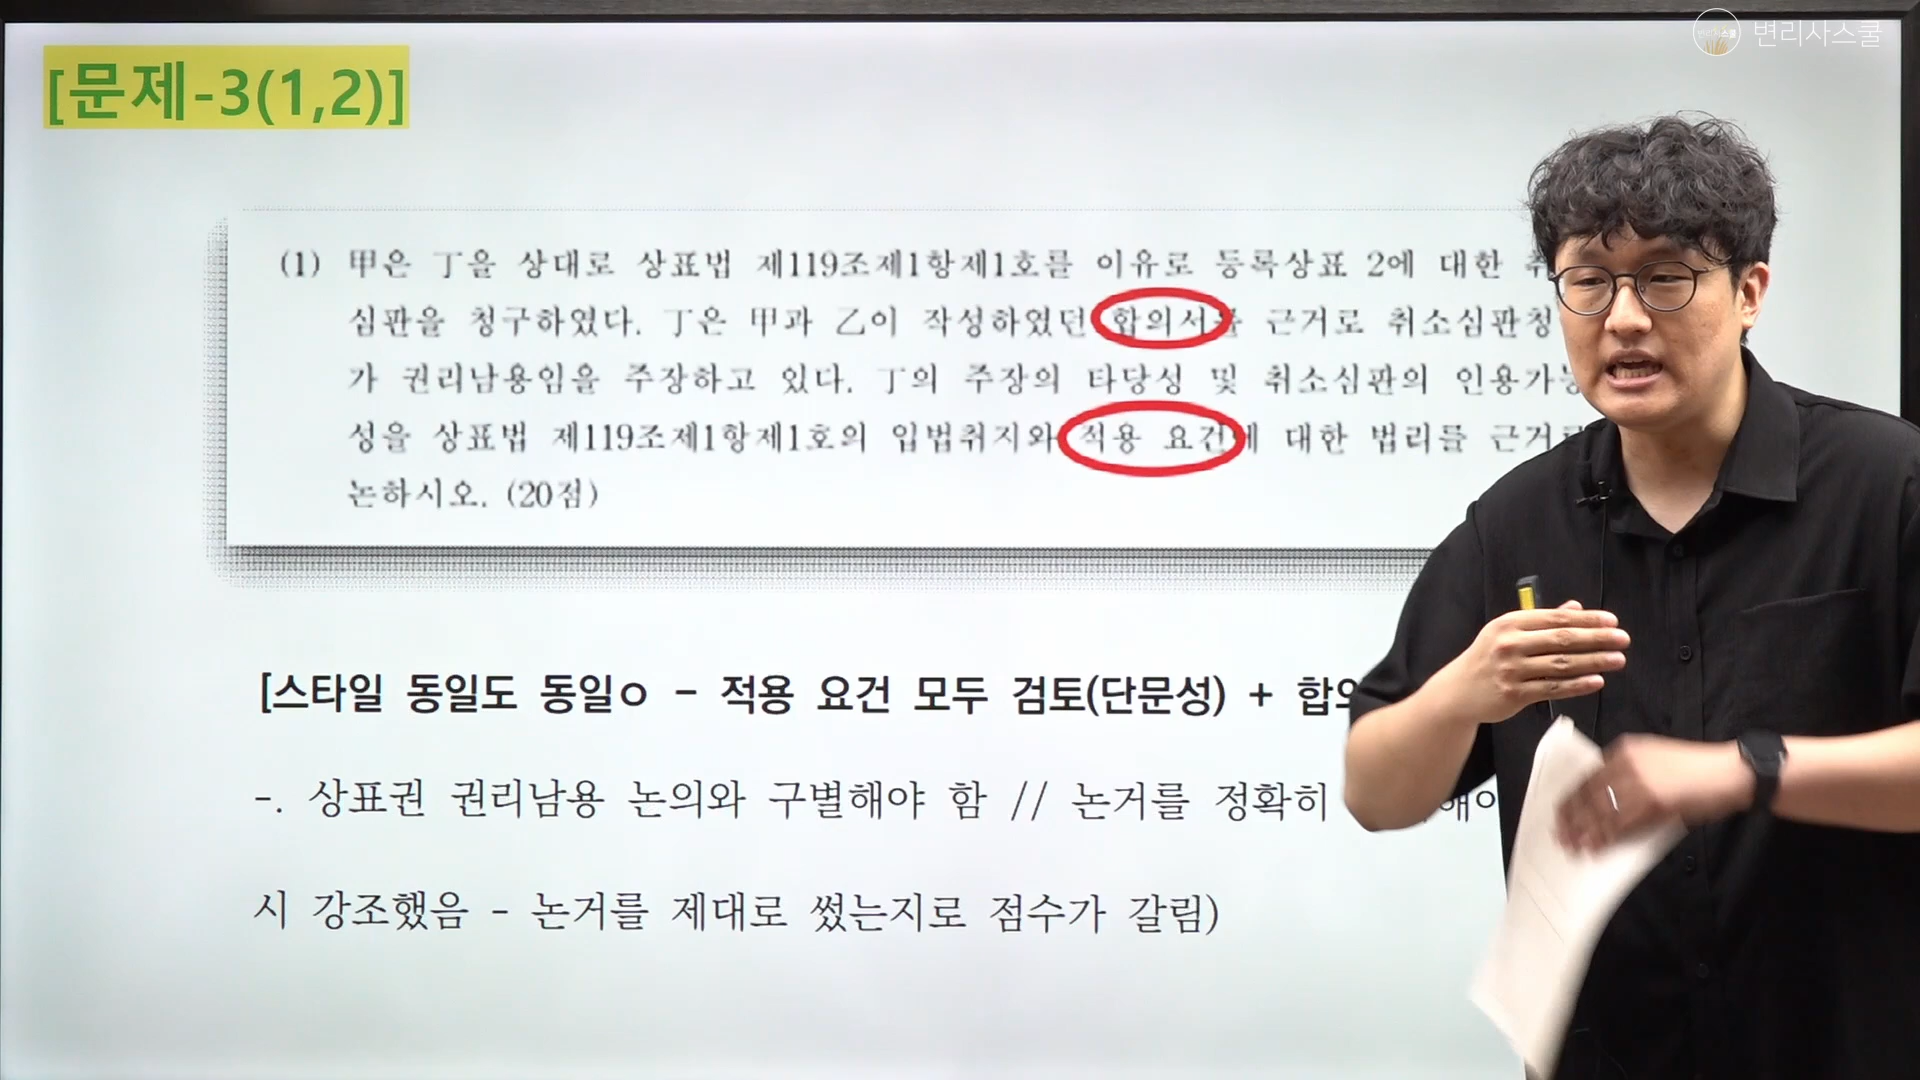 변리사스쿨
[문제-3(1,2)]
(1) 甲은 丁을 상대로 상표법 제119조제1항제1호를 이유로 등록상표 2에 대한
심판을 청구하였다. 丁은 甲과 乙이 작성하였던 합의서를 근거로 취소심판청
가 권리남용임을 주장하고 있다. 丁의 주장의 타당성 및 취소심판의 인용가능
성을 상표법 제119조제1항제1호의 입법취지와 적용 요건에 대한 법리를 근거로
논하시오. (20점)
[스타일 동일도 동일ㅇ - 적용 요건 모두 검토(단문성) +
-. 상표권 권리남용 논의와 구별해야 함 // 논거를 정확히
시 강조했음 - 논거를 제대로 썼는지로 점수가 갈림)